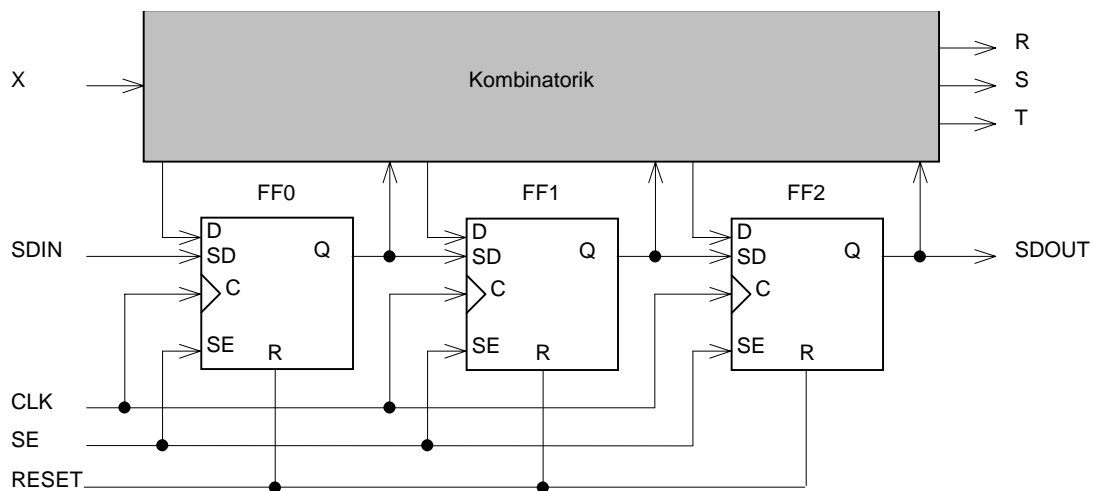 R
X Kombinatorik S
T
FF0 FF1 FF2
D D D
SDIN SD Q SD Q SD Q SDOUT
C C C
SE R SE R SE R
CLK
SE
RESET